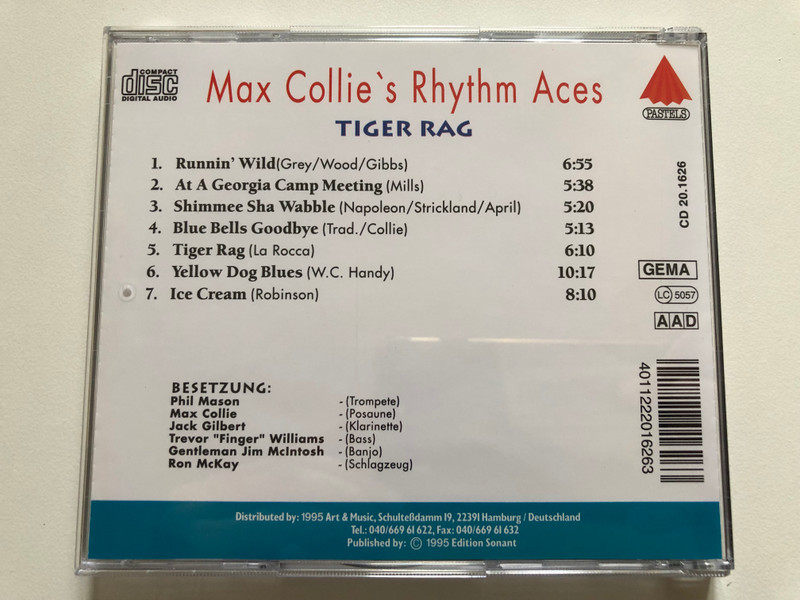 COMPACT
disc
DIGITAL AUDIO
Max Collie`s Rhythm Aces
TIGER RAG
PASTELS
1. Runnin' Wild(Grey/Wood/Gibbs) 6:55
2. At A Georgia Camp Meeting (Mills) 5:38
3. Shimmee Sha Wabble (Napoleon/Strickland/April) 5:20
4. Blue Bells Goodbye (Trad./Collie) 5:13
5. Tiger Rag (La Rocca) 6:10
6. Yellow Dog Blues (W.C. Handy) 10:17
7. Ice Cream (Robinson) 8:10
CD 20.1626
GEMA
LC 5057
AAD
4011222016263
BESETZUNG:
Phil Mason - (Trompete)
Max Collie - (Posaune)
Jack Gilbert - (Klarinette)
Trevor "Finger" Williams - (Bass)
Gentleman Jim McIntosh - (Banjo)
Ron McKay - (Schlagzeug)
Distributed by: 1995 Art & Music, Schulteßdamm 19, 22391 Hamburg / Deutschland
Tel.: 040/669 61 622, Fax: 040/669 61 632
Published by: © 1995 Edition Sonant